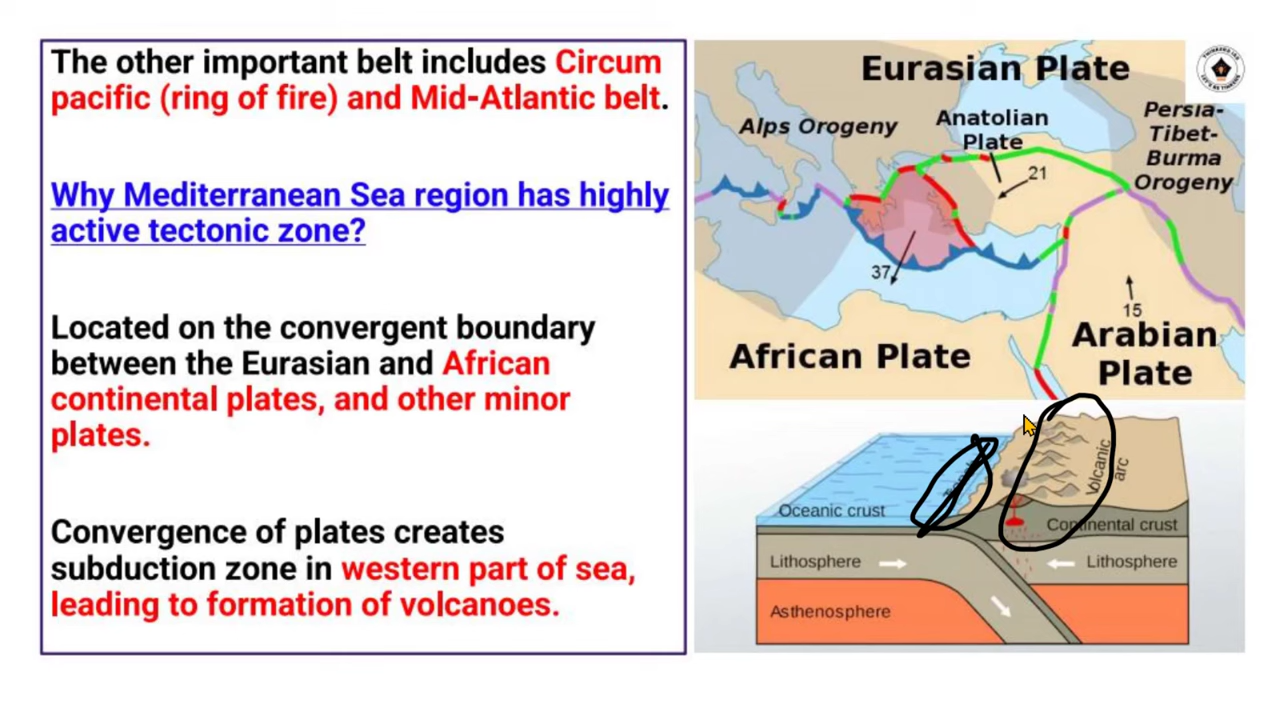 The other important belt includes Circum
pacific (ring of fire) and Mid-Atlantic belt.
Why Mediterranean Sea region has highly
active tectonic zone?
Located on the convergent boundary
between the Eurasian and African
continental plates, and other minor
plates.
Convergence of plates creates
subduction zone in western part of sea,
leading to formation of volcanoes.
Eurasian Plate
Alps Orogeny
Anatolian
Plate
Persia-
Tibet-
Burma
Orogeny
21
37
15
African Plate
Arabian
Plate
Volcanic
arc
Oceanic crust
Continental crust
Lithosphere
Lithosphere
Asthenosphere